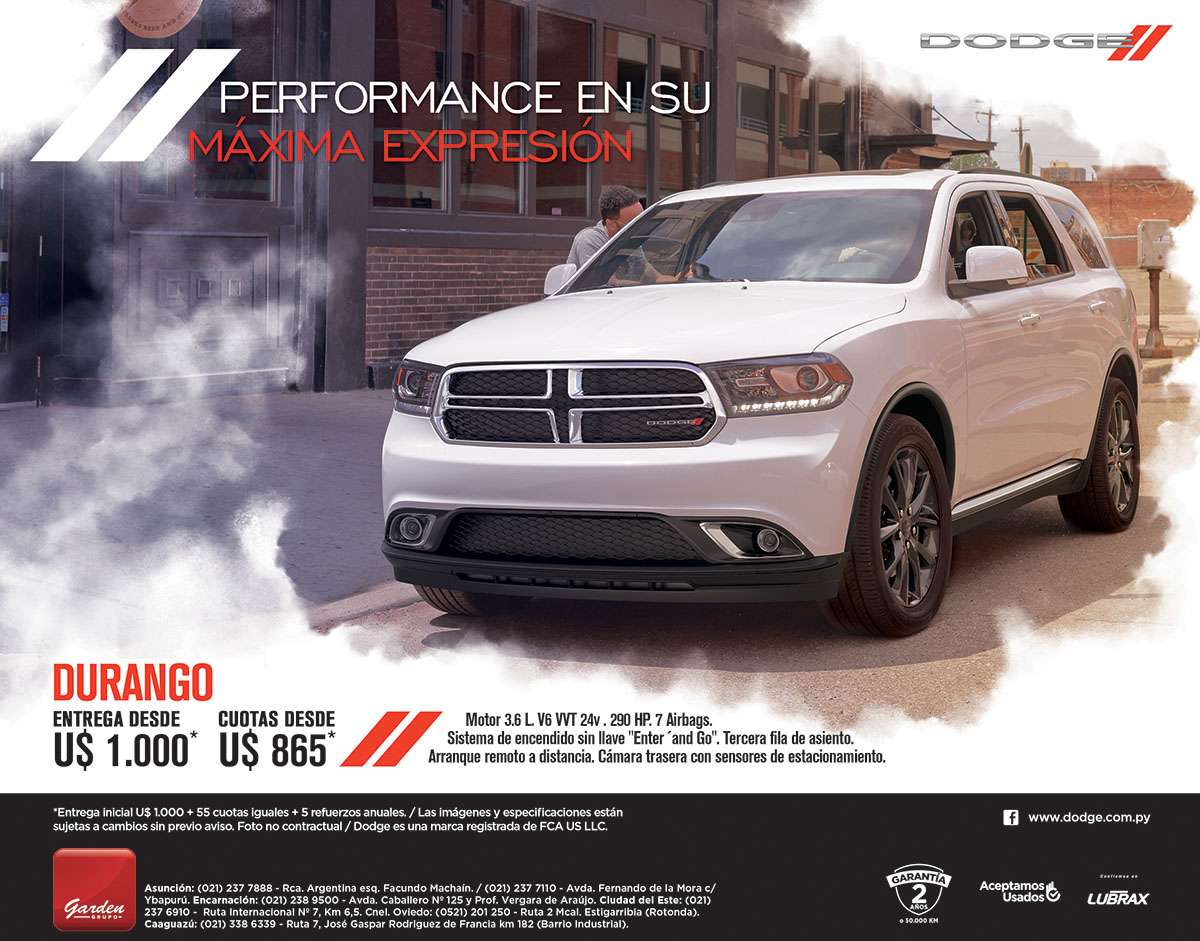 DODGE
PERFORMANCE EN SU
MÁXIMA EXPRESIÓN
DODGE
DURANGO
ENTREGA DESDE
U$ 1.000*
CUOTAS DESDE
U$ 865*
Motor 3.6 L. V6 VVT 24v . 290 HP. 7 Airbags.
Sistema de encendido sin llave "Enter ´and Go". Tercera fila de asiento.
Arranque remoto a distancia. Cámara trasera con sensores de estacionamiento.
*Entrega inicial U$ 1.000 + 55 cuotas iguales + 5 refuerzos anuales. / Las imágenes y especificaciones están
sujetas a cambios sin previo aviso. Foto no contractual / Dodge es una marca registrada de FCA US LLC.
www.dodge.com.py
Garden
GRUPO
Asunción: (021) 237 7888 - Rca. Argentina esq. Facundo Machaín. / (021) 237 7110 - Avda. Fernando de la Mora c/
Ybapurú. Encarnación: (021) 238 9500 - Avda. Caballero Nº 125 y Prof. Vergara de Araújo. Ciudad del Este: (021)
237 6910 - Ruta Internacional Nº 7, Km 6,5. Cnel. Oviedo: (0521) 201 250 - Ruta 2 Mcal. Estigarribia (Rotonda).
Caaguazú: (021) 338 6339 - Ruta 7, José Gaspar Rodriguez de Francia km 182 (Barrio Industrial).
GARANTÍA
2
AÑOS
o 50.000 KM
Aceptamos
Usados
Confiamos en
LUBRAX